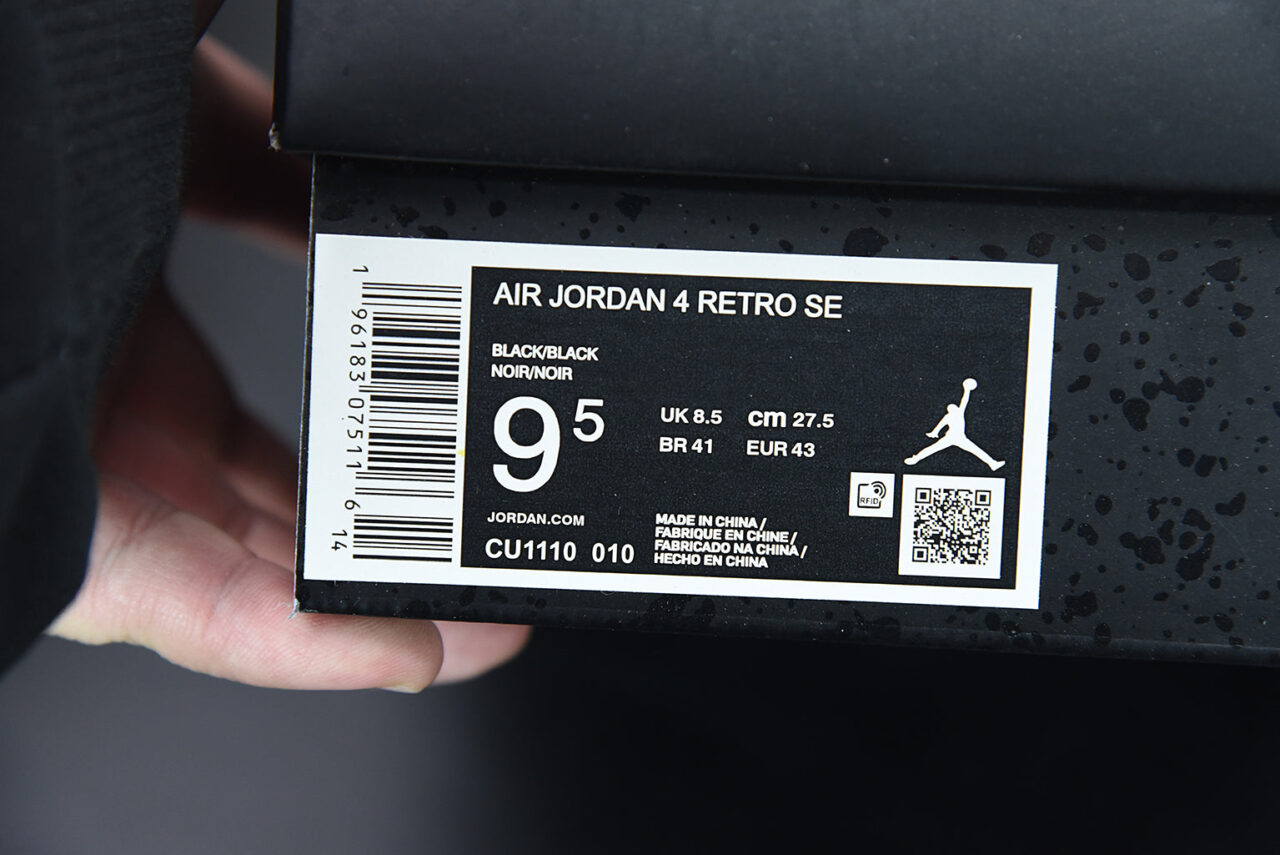 AIR JORDAN 4 RETRO SE
BLACK/BLACK
NOIR/NOIR
9 5
UK 8.5 cm 27.5
BR 41 EUR 43
RFID
JORDAN.COM
CU1110 010
MADE IN CHINA /
FABRIQUE EN CHINE /
FABRICADO NA CHINA /
HECHO EN CHINA
1 96183 07511 6 14